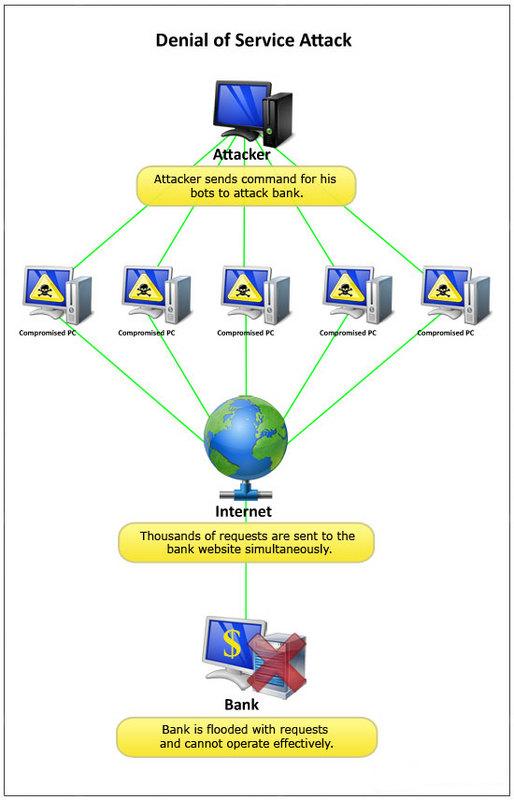 Denial of Service Attack
Attacker
Attacker sends command for his
bots to attack bank.
Compromised PC
Compromised PC
Compromised PC
Compromised PC
Compromised PC
Internet
Thousands of requests are sent to the
bank website simultaneously.
$
Bank
Bank is flooded with requests
and cannot operate effectively.